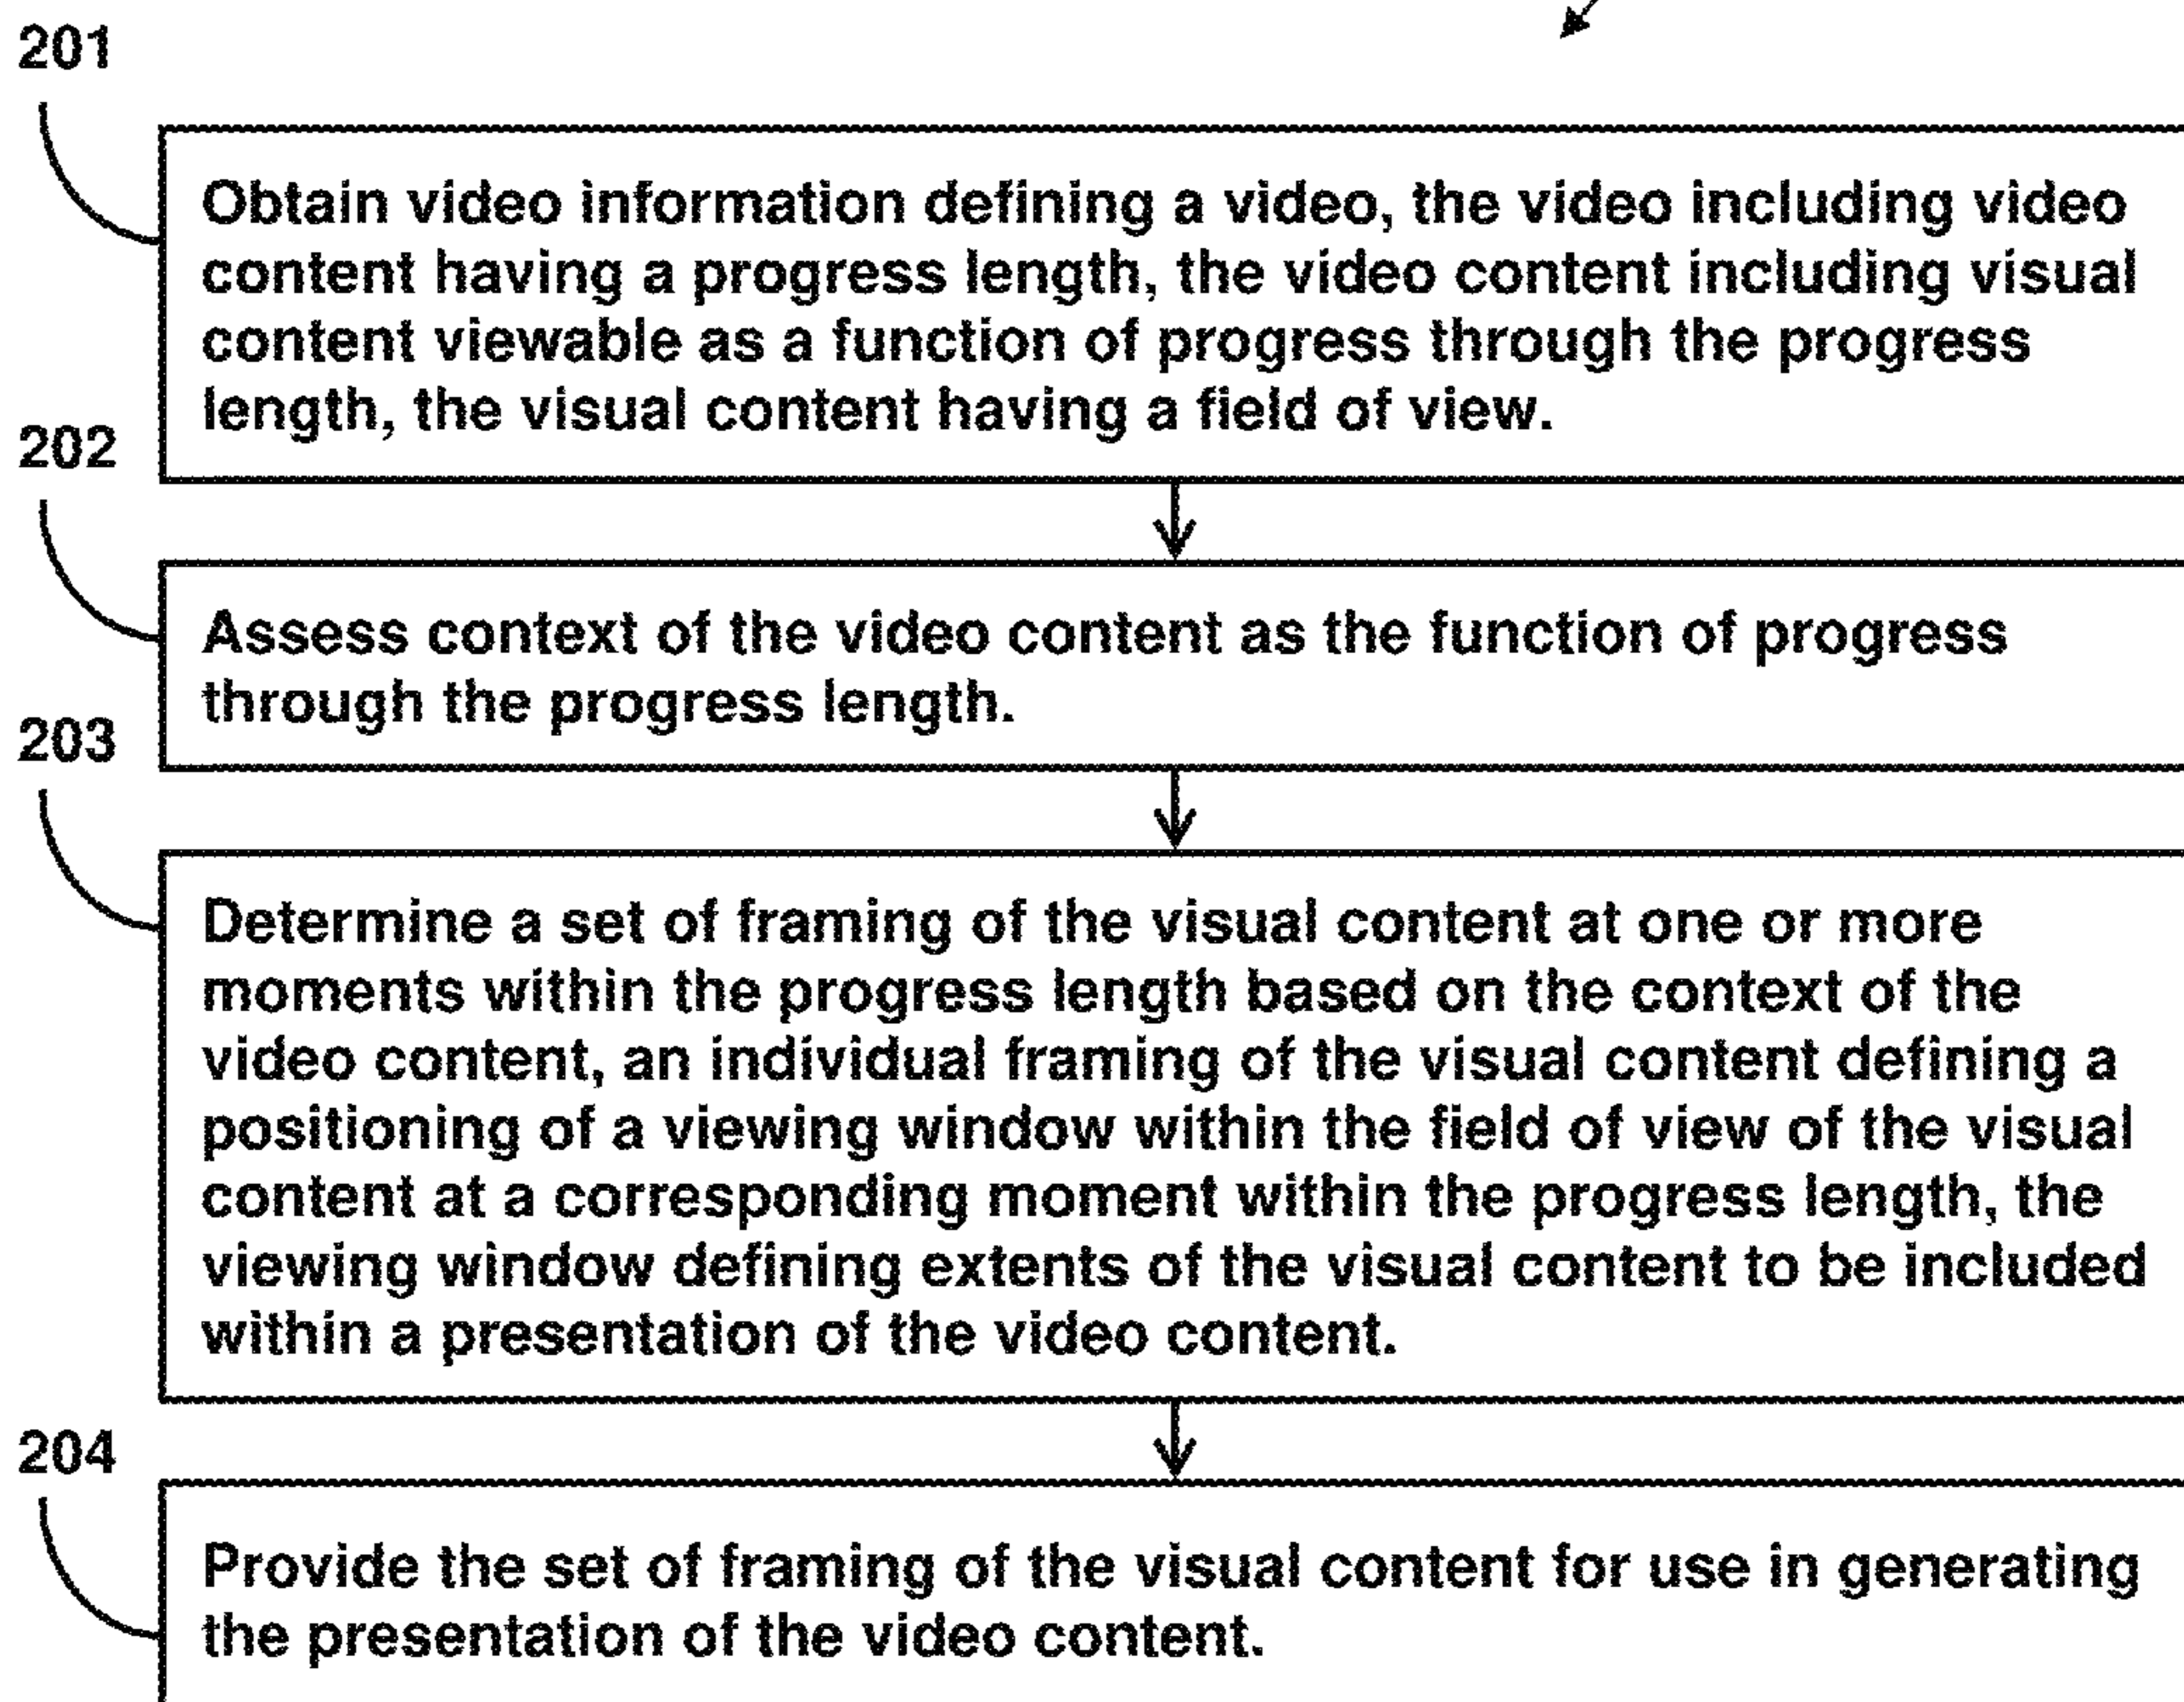 201
Obtain video information defining a video, the video including video
content having a progress length, the video content including visual
content viewable as a function of progress through the progress
length, the visual content having a field of view.
202
Assess context of the video content as the function of progress
through the progress length.
203
Determine a set of framing of the visual content at one or more
moments within the progress length based on the context of the
video content, an individual framing of the visual content defining a
positioning of a viewing window within the field of view of the visual
content at a corresponding moment within the progress length, the
viewing window defining extents of the visual content to be included
within a presentation of the video content.
204
Provide the set of framing of the visual content for use in generating
the presentation of the video content.